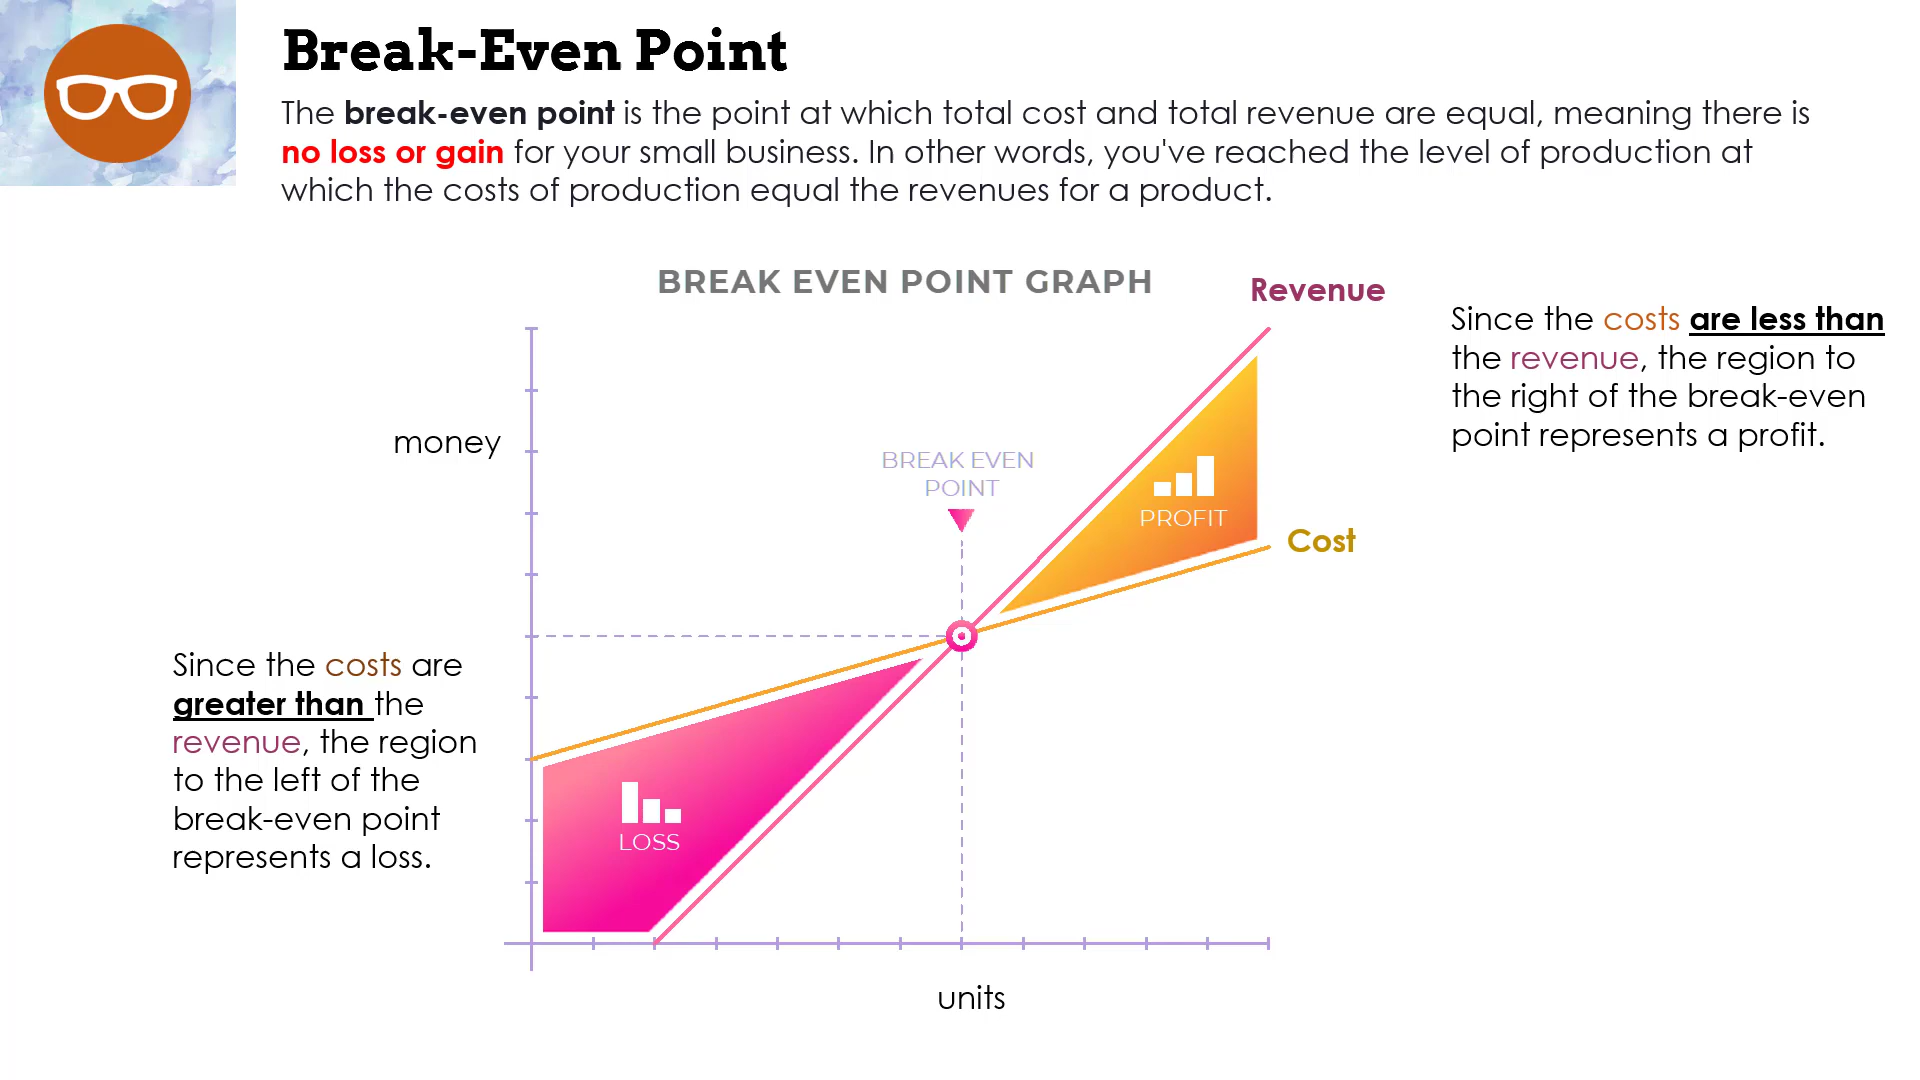 Break-Even Point
The break-even point is the point at which total cost and total revenue are equal, meaning there is
no loss or gain for your small business. In other words, you've reached the level of production at
which the costs of production equal the revenues for a product.
BREAK EVEN POINT GRAPH
Revenue
Since the costs are less than
the revenue, the region to
the right of the break-even
point represents a profit.
money
BREAK EVEN
POINT
PROFIT
Cost
Since the costs are
greater than the
revenue, the region
to the left of the
break-even point
represents a loss.
LOSS
units